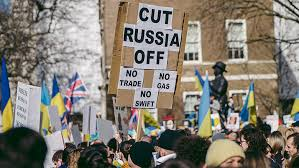 CUT
RUSSIA
OFF
NO TRADE
NO GAS
NO SWIFT